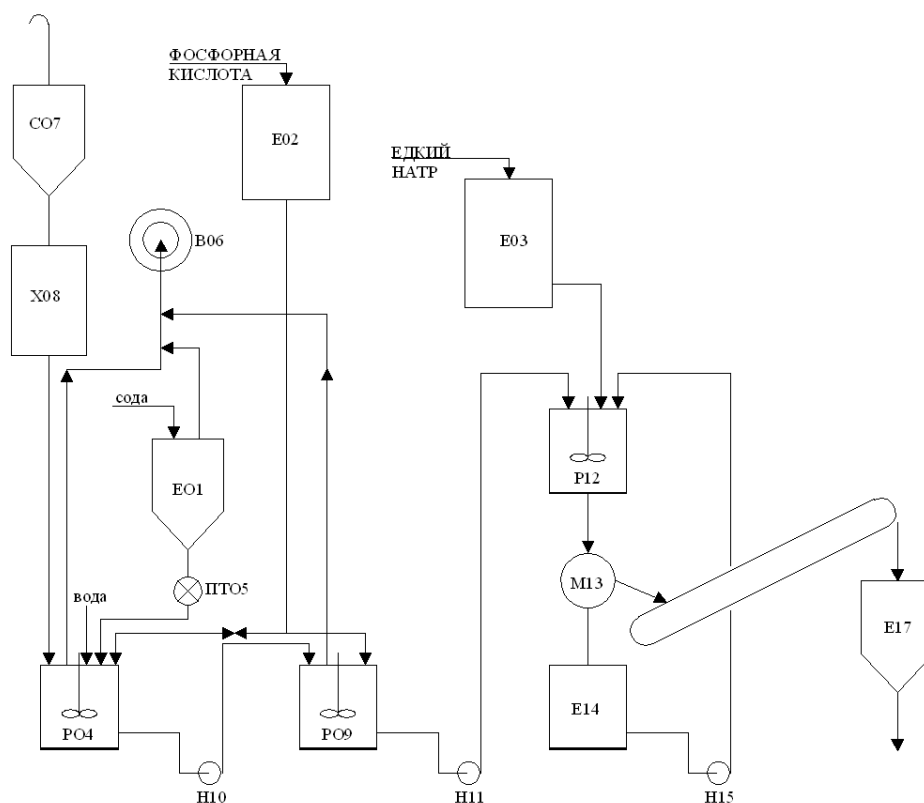 ФОСФОРНАЯ
КИСЛОТА
СО7
Е02
ЕДКИЙ
НАТР
В06
Е03
Х08
сода
ЕО1
Р12
ПТО5
М13
вода
Е17
Е14
РО4
РО9
Н10
Н11
Н15